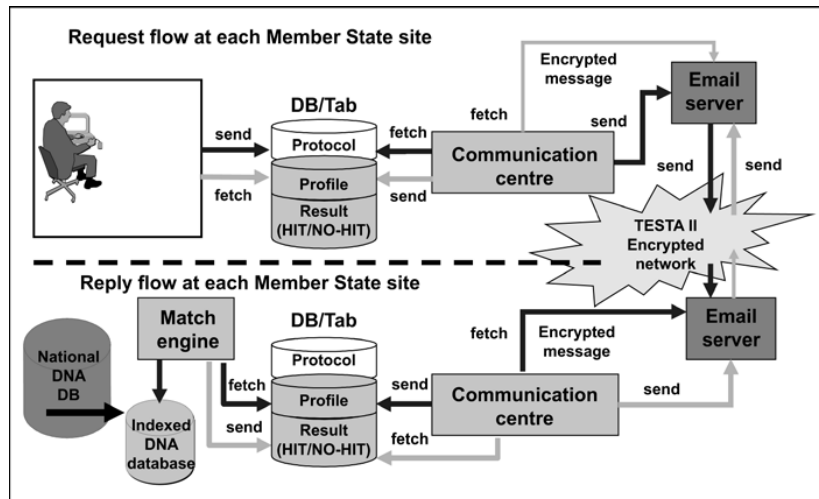 Request flow at each Member State site
Encrypted
message
Email
server
DB/Tab
send
fetch
fetch
send
Protocol
Communication
centre
Profile
fetch
send
send
send
Result
(HIT/NO-HIT)
TESTA II
Encrypted
network
Reply flow at each Member State site
Match
engine
DB/Tab
fetch
Encrypted
message
Email
server
National
DNA
DB
Protocol
fetch
send
Profile
Communication
centre
send
send
Result
(HIT/NO-HIT)
fetch
Indexed
DNA
database